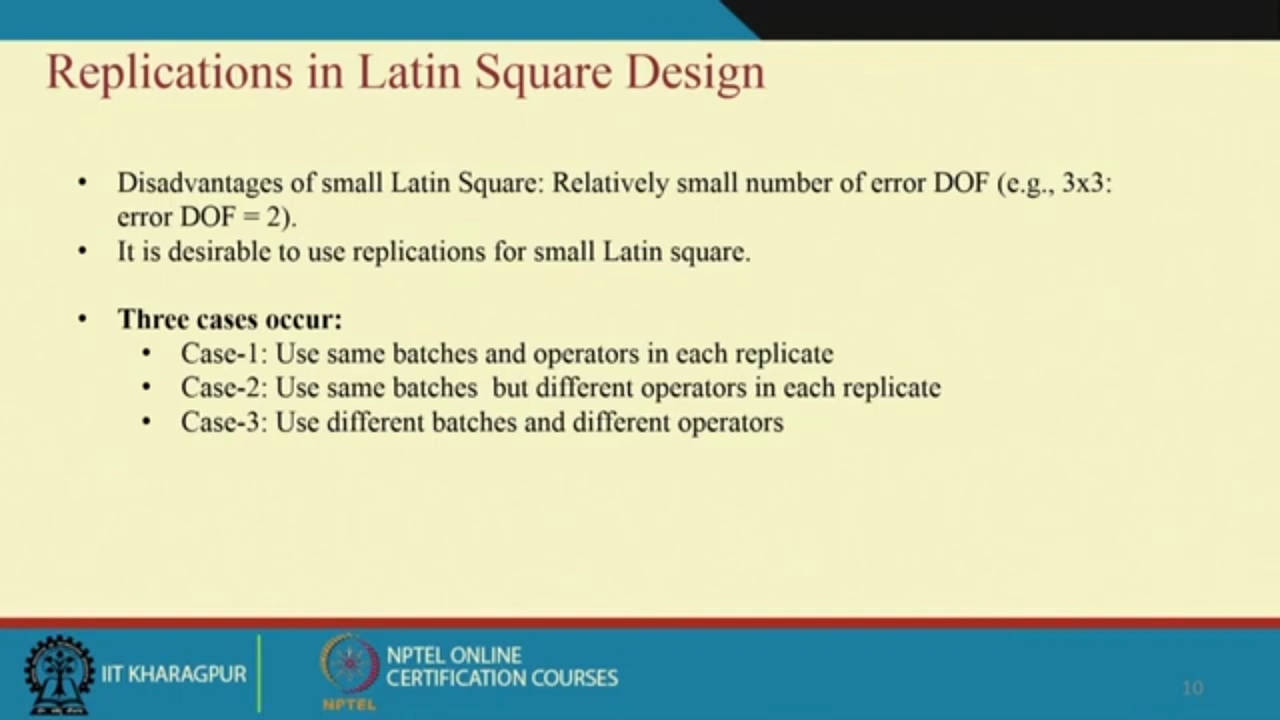 Replications in Latin Square Design
• Disadvantages of small Latin Square: Relatively small number of error DOF (e.g., 3x3:
error DOF = 2).
• It is desirable to use replications for small Latin square.
• Three cases occur:
• Case-1: Use same batches and operators in each replicate
• Case-2: Use same batches but different operators in each replicate
• Case-3: Use different batches and different operators
IIT KHARAGPUR
NPTEL
NPTEL ONLINE
CERTIFICATION COURSES
10